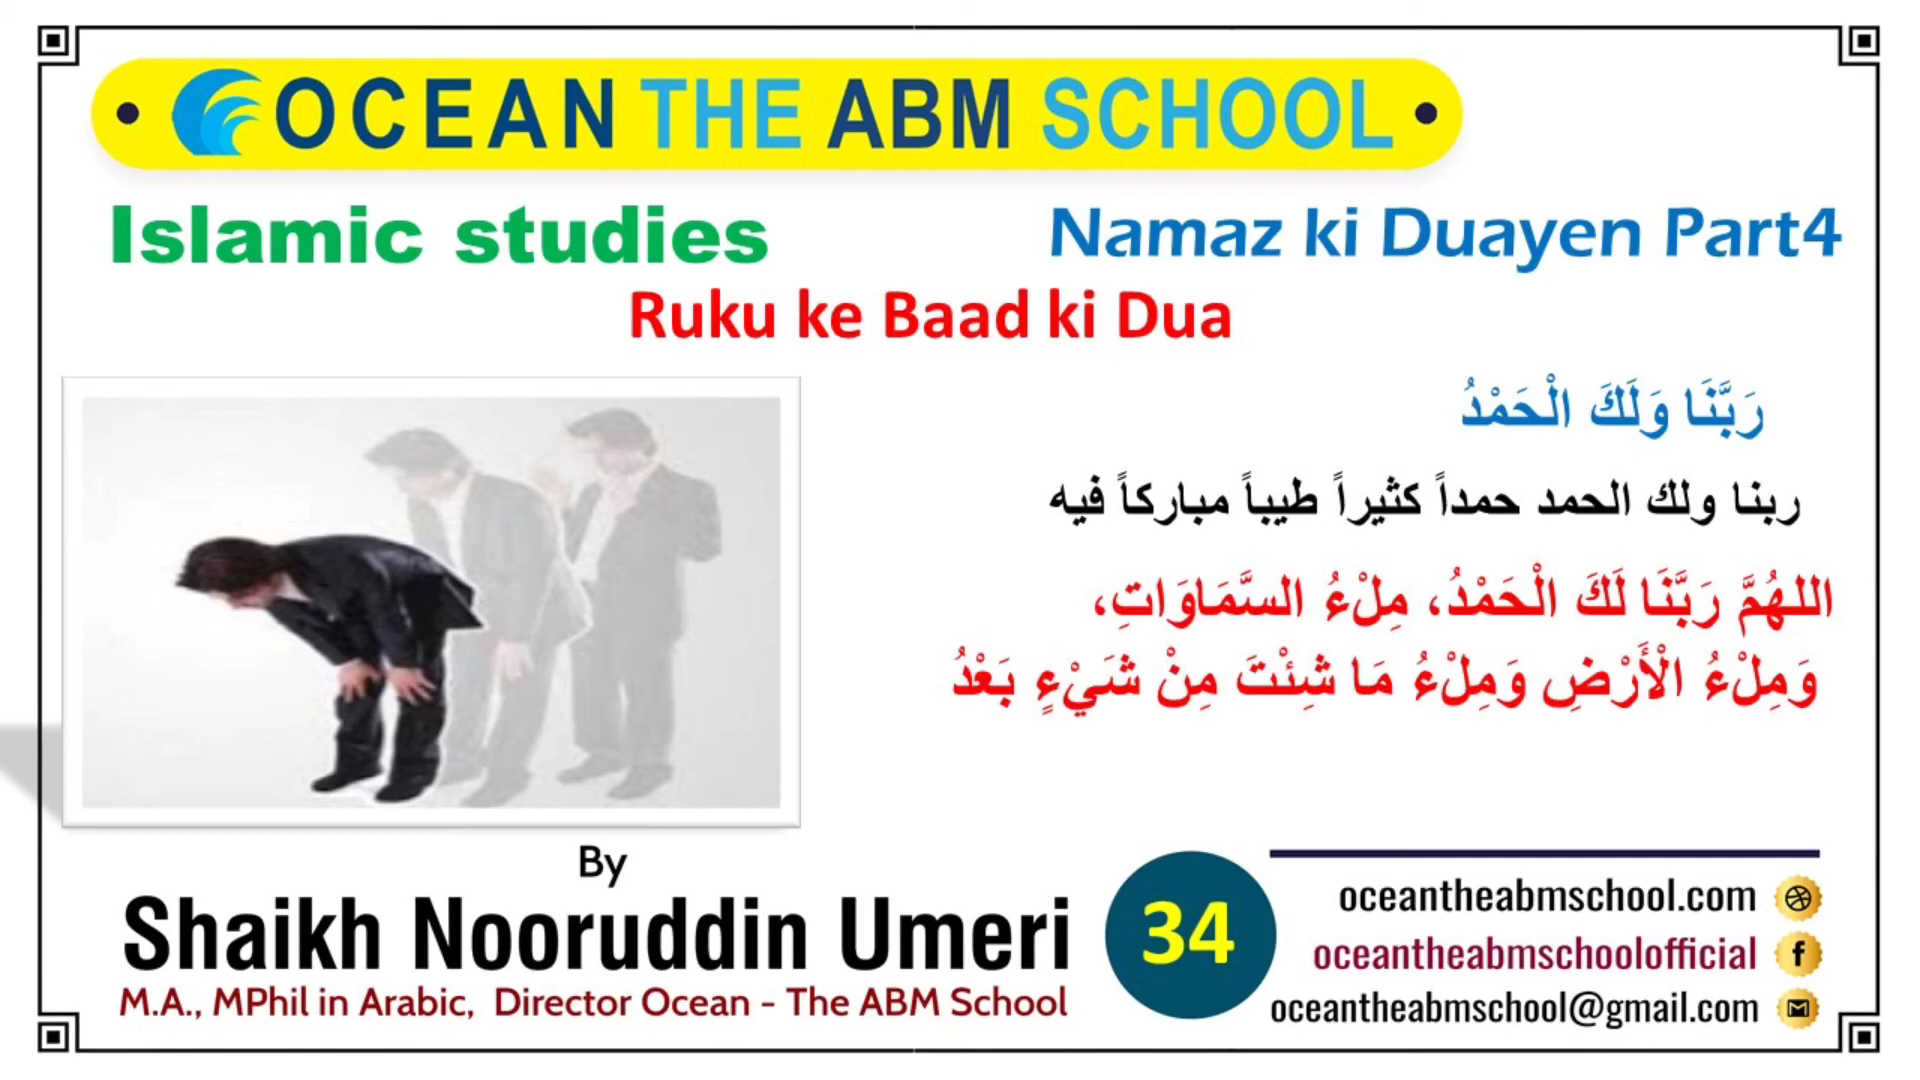 OCEAN THE ABM SCHOOL
Islamic studies
Namaz ki Duayen Part4
Ruku ke Baad ki Dua
رَبَّنَا وَلَكَ الْحَمْدُ
ربنا ولك الحمد حمداً كثيراً طيباً مباركاً فيه
اللهُمَّ رَبَّنَا لَكَ الْحَمْدُ، مِلْءُ السَّمَاوَاتِ،
وَمِلْءُ الْأَرْضِ وَمِلْءُ مَا شِئْتَ مِنْ شَيْءٍ بَعْدُ
By
Shaikh Nooruddin Umeri
M.A., MPhil in Arabic, Director Ocean - The ABM School
34
oceantheabmschool.com
oceantheabmschoolofficial
oceantheabmschool@gmail.com